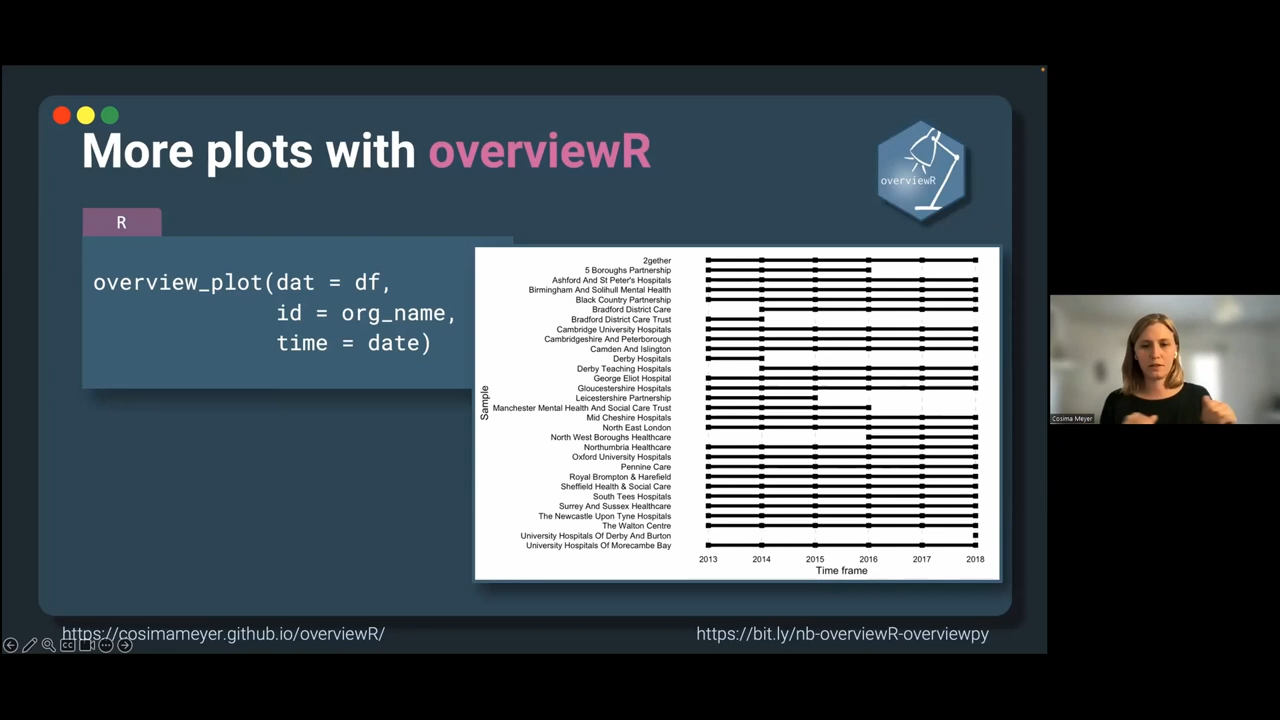 More plots with overviewR
overviewR
R
overview_plot(dat = df,
id = org_name,
time = date)
Sample
2gether
5 Boroughs Partnership
Ashford And St Peter's Hospitals
Birmingham And Solihull Mental Health
Black Country Partnership
Bradford District Care
Bradford District Care Trust
Cambridge University Hospitals
Cambridgeshire And Peterborough
Camden And Islington
Derby Hospitals
Derby Teaching Hospitals
George Eliot Hospital
Gloucestershire Hospitals
Leicestershire Partnership
Manchester Mental Health And Social Care Trust
Mid Cheshire Hospitals
North East London
North West Boroughs Healthcare
Northumbria Healthcare
Oxford University Hospitals
Pennine Care
Royal Brompton & Harefield
Sheffield Health & Social Care
South Tees Hospitals
Surrey And Sussex Healthcare
The Newcastle Upon Tyne Hospitals
The Walton Centre
University Hospitals Of Derby And Burton
University Hospitals Of Morecambe Bay
2013 2014 2015 2016 2017 2018
Time frame
Cosima Meyer
https://cosimameyer.github.io/overviewR/
https://bit.ly/nb-overviewR-overviewpy